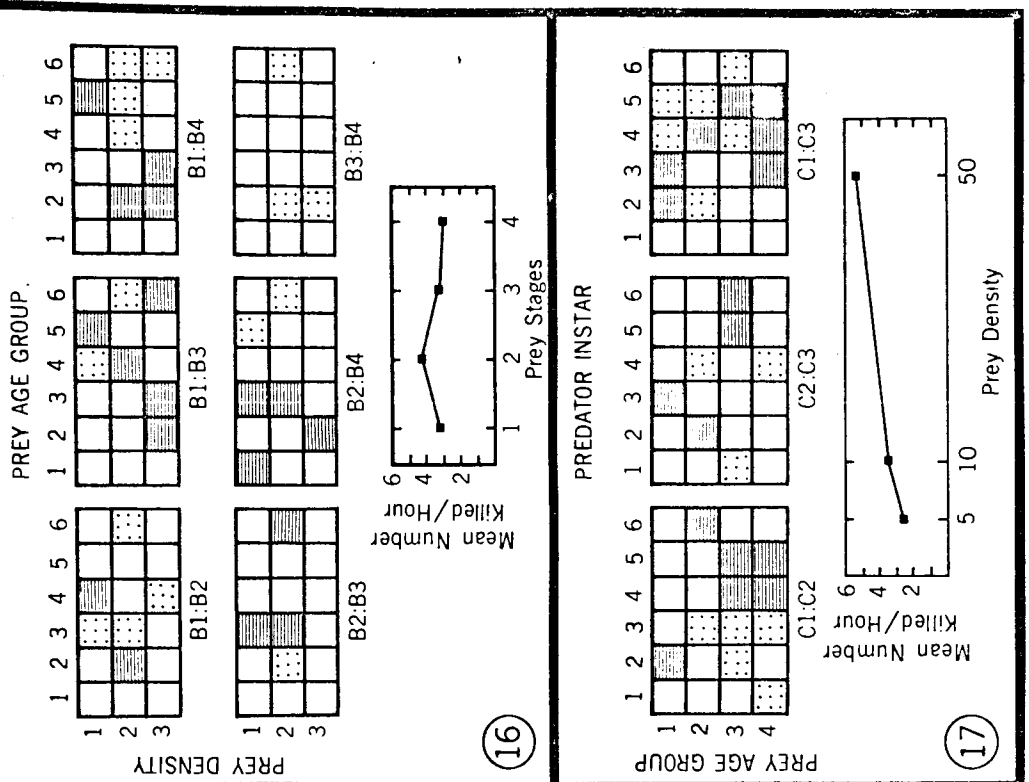 PREY AGE GROUP.
1 2 3 4 5 6 1 2 3 4 5 6 1 2 3 4 5 6
PREY DENSITY
1
2
3
B1:B2 B1:B3 B1:B4
1
2
3
B2:B3 B2:B4 B3:B4
Mean Number
Killed/Hour
6
4
2
1 2 3 4
Prey Stages
16
PREDATOR INSTAR
1 2 3 4 5 6 1 2 3 4 5 6 1 2 3 4 5 6
PREY AGE GROUP
1
2
3
4
C1:C2 C2:C3 C1:C3
Mean Number
Killed/Hour
6
4
2
5 10 50
Prey Density
17